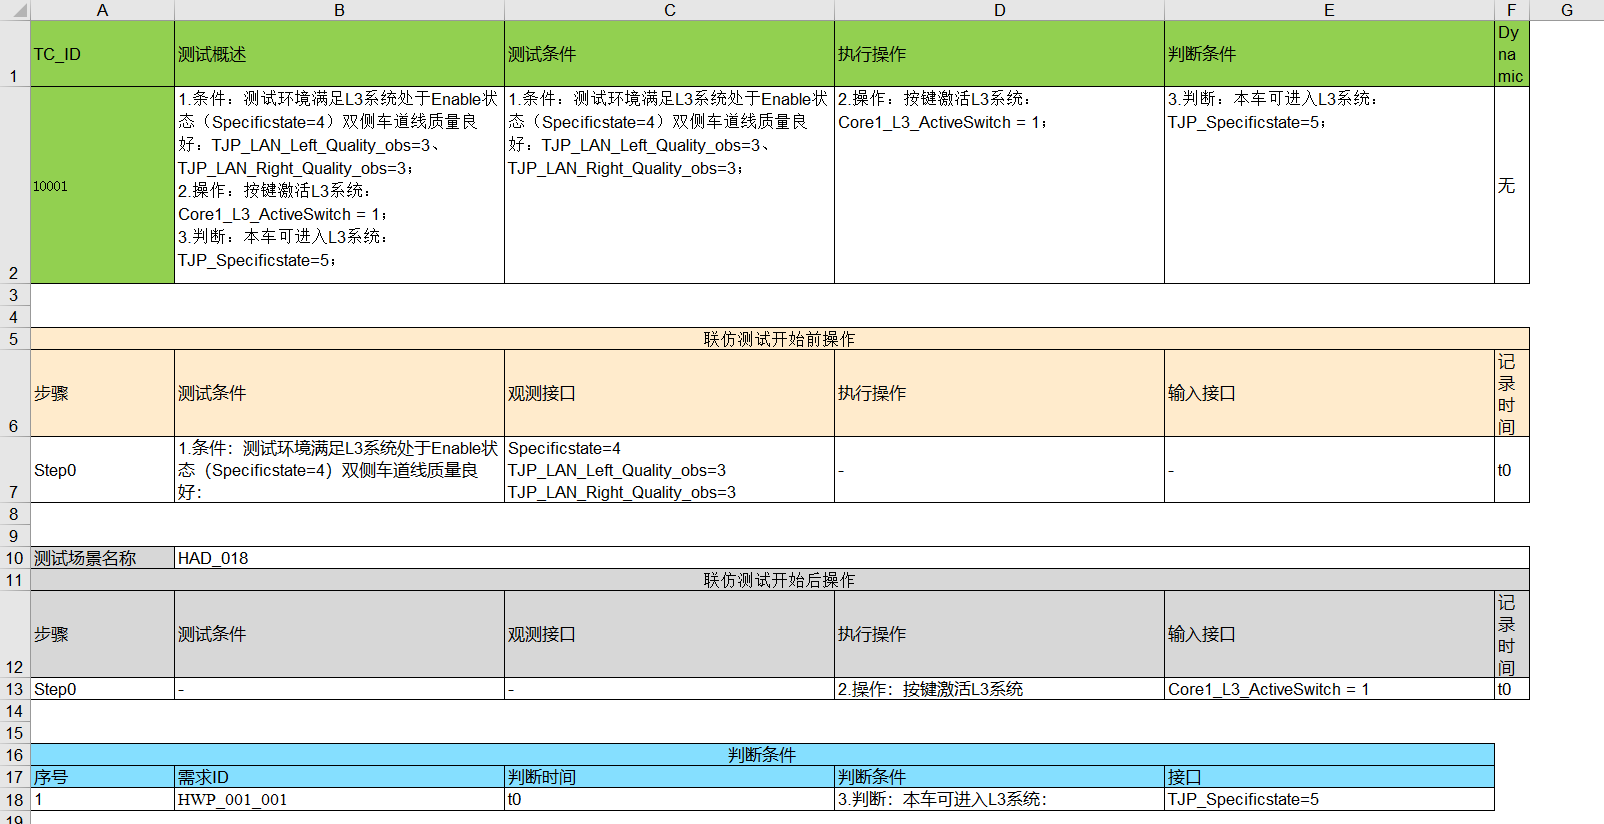 A B C D E F G
1 TC_ID 测试概述 测试条件 执行操作 判断条件 Dy
na
mic
2 10001
1.条件：测试环境满足L3系统处于Enable状
态（Specificstate=4）双侧车道线质量良
好：TJP_LAN_Left_Quality_obs=3、
TJP_LAN_Right_Quality_obs=3；
2.操作：按键激活L3系统：
Core1_L3_ActiveSwitch = 1；
3.判断：本车可进入L3系统：
TJP_Specificstate=5；
1.条件：测试环境满足L3系统处于Enable状
态（Specificstate=4）双侧车道线质量良
好：TJP_LAN_Left_Quality_obs=3、
TJP_LAN_Right_Quality_obs=3；
2.操作：按键激活L3系统：
Core1_L3_ActiveSwitch = 1；
3.判断：本车可进入L3系统：
TJP_Specificstate=5；
无
3
4
5 联仿测试开始前操作
6 步骤 测试条件 观测接口 执行操作 输入接口 记
录
时
间
7 Step0
1.条件：测试环境满足L3系统处于Enable状
态（Specificstate=4）双侧车道线质量良
好：
Specificstate=4
TJP_LAN_Left_Quality_obs=3
TJP_LAN_Right_Quality_obs=3
- - t0
8
9
10 测试场景名称 HAD_018
11 联仿测试开始后操作
12 步骤 测试条件 观测接口 执行操作 输入接口 记
录
时
间
13 Step0 - - 2.操作：按键激活L3系统 Core1_L3_ActiveSwitch = 1 t0
14
15
16 判断条件
17 序号 需求ID 判断时间 判断条件 接口
18 1 HWP_001_001 t0 3.判断：本车可进入L3系统： TJP_Specificstate=5
19